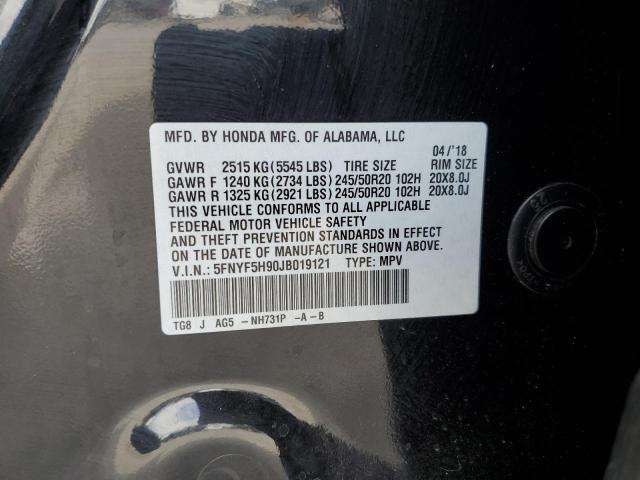 MFD. BY HONDA MFG. OF ALABAMA, LLC
04/'18
GVWR 2515 KG(5545 LBS) TIRE SIZE RIM SIZE
GAWR F 1240 KG(2734 LBS) 245/50R20 102H 20X8.0J
GAWR R 1325 KG(2921 LBS) 245/50R20 102H 20X8.0J
THIS VEHICLE CONFORMS TO ALL APPLICABLE
FEDERAL MOTOR VEHICLE SAFETY
AND THEFT PREVENTION STANDARDS IN EFFECT
ON THE DATE OF MANUFACTURE SHOWN ABOVE.
V.I.N.: 5FNYF5H90JB019121 TYPE: MPV
TG8 J AG5 -NH731P -A-B